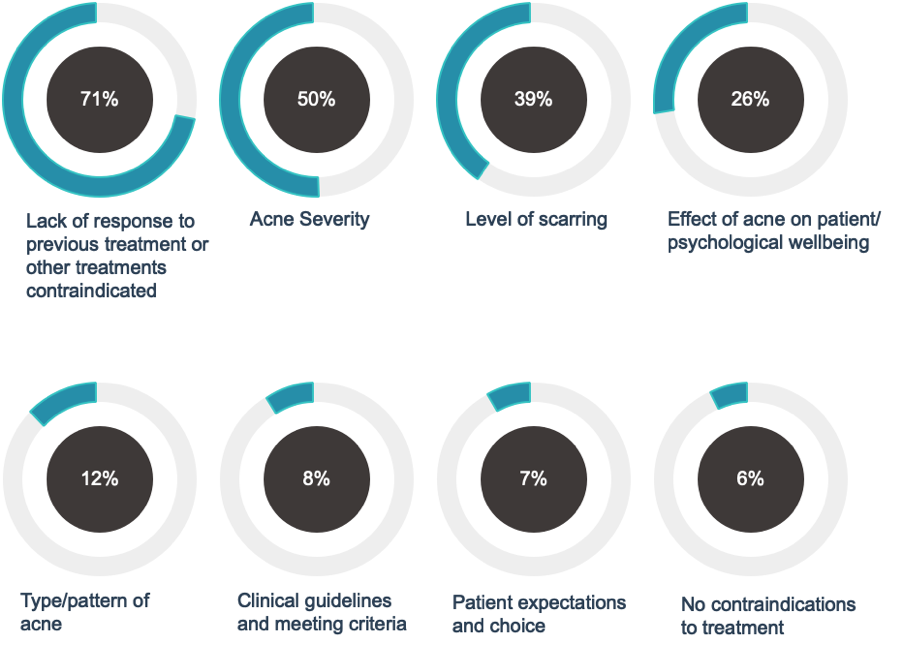 71%
50%
39%
26%
Lack of response to
previous treatment or
other treatments
contraindicated
Acne Severity
Level of scarring
Effect of acne on patient/
psychological wellbeing
12%
8%
7%
6%
Type/pattern of
acne
Clinical guidelines
and meeting criteria
Patient expectations
and choice
No contraindications
to treatment